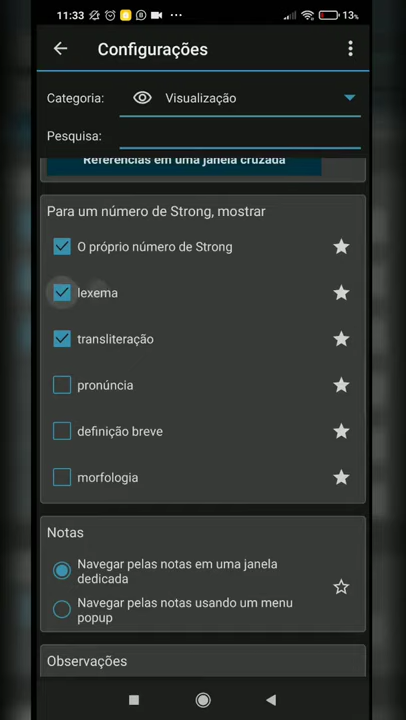 11:33
13%
Configurações
Categoria:
Visualização
Pesquisa:
Referências em uma janela cruzada
Para um número de Strong, mostrar
O próprio número de Strong
lexema
transliteração
pronúncia
definição breve
morfologia
Notas
Navegar pelas notas em uma janela
dedicada
Navegar pelas notas usando um menu
popup
Observações